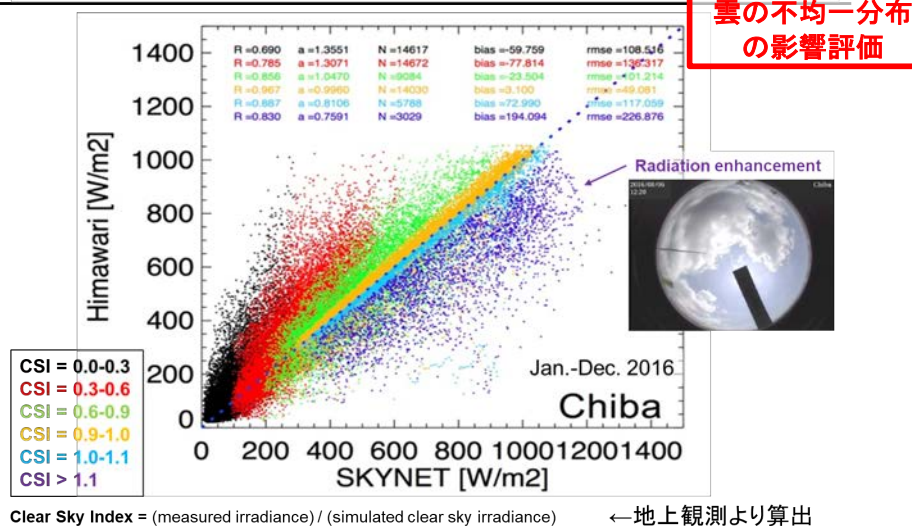 雲の不均一分布
の影響評価
R =0.690 a =1.3551 N =14617 bias =-59.759 rmse =108.516
R =0.785 a =1.3071 N =14672 bias =-77.814 rmse =136.317
R =0.856 a =1.0470 N =9084 bias =-23.504 rmse =101.214
R =0.967 a =0.9960 N =14030 bias =3.100 rmse =49.081
R =0.887 a =0.8106 N =5788 bias =72.990 rmse =117.059
R =0.830 a =0.7591 N =3029 bias =194.094 rmse =226.876
1400
1200
1000
800
600
400
200
0
Himawari [W/m2]
Radiation enhancement
2016/08/06 Chiba
12:20
Jan.-Dec. 2016
Chiba
CSI = 0.0-0.3
CSI = 0.3-0.6
CSI = 0.6-0.9
CSI = 0.9-1.0
CSI = 1.0-1.1
CSI > 1.1
0 200 400 600 800 1000 1200 1400
SKYNET [W/m2]
Clear Sky Index = (measured irradiance) / (simulated clear sky irradiance) ←地上観測より算出